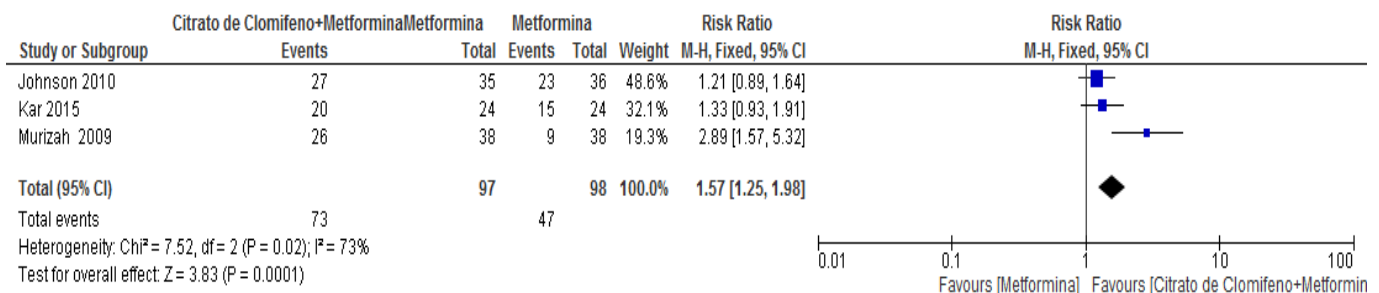 Citrato de Clomifeno+MetforminaMetformina Metformina Risk Ratio Risk Ratio
Study or Subgroup Events Total Events Total Weight M-H, Fixed, 95% CI M-H, Fixed, 95% CI
Johnson 2010 27 35 23 36 48.6% 1.21 [0.89, 1.64]
Kar 2015 20 24 15 24 32.1% 1.33 [0.93, 1.91]
Murizah 2009 26 38 9 38 19.3% 2.89 [1.57, 5.32]
Total (95% CI) 97 98 100.0% 1.57 [1.25, 1.98]
Total events 73 47
Heterogeneity: Chi² = 7.52, df = 2 (P = 0.02); I² = 73%
Test for overall effect: Z = 3.83 (P = 0.0001)
0.01 0.1 1 10 100
Favours [Metformina] Favours [Citrato de Clomifeno+Metformin